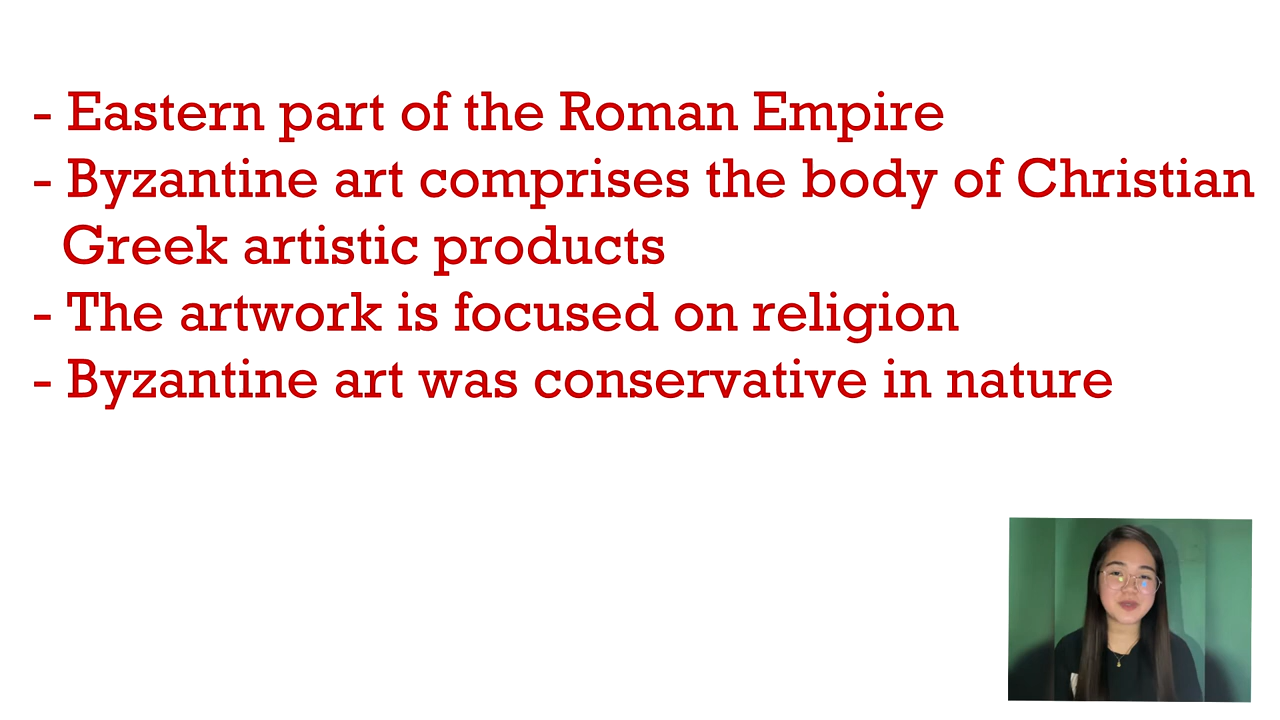 - Eastern part of the Roman Empire
- Byzantine art comprises the body of Christian
Greek artistic products
- The artwork is focused on religion
- Byzantine art was conservative in nature